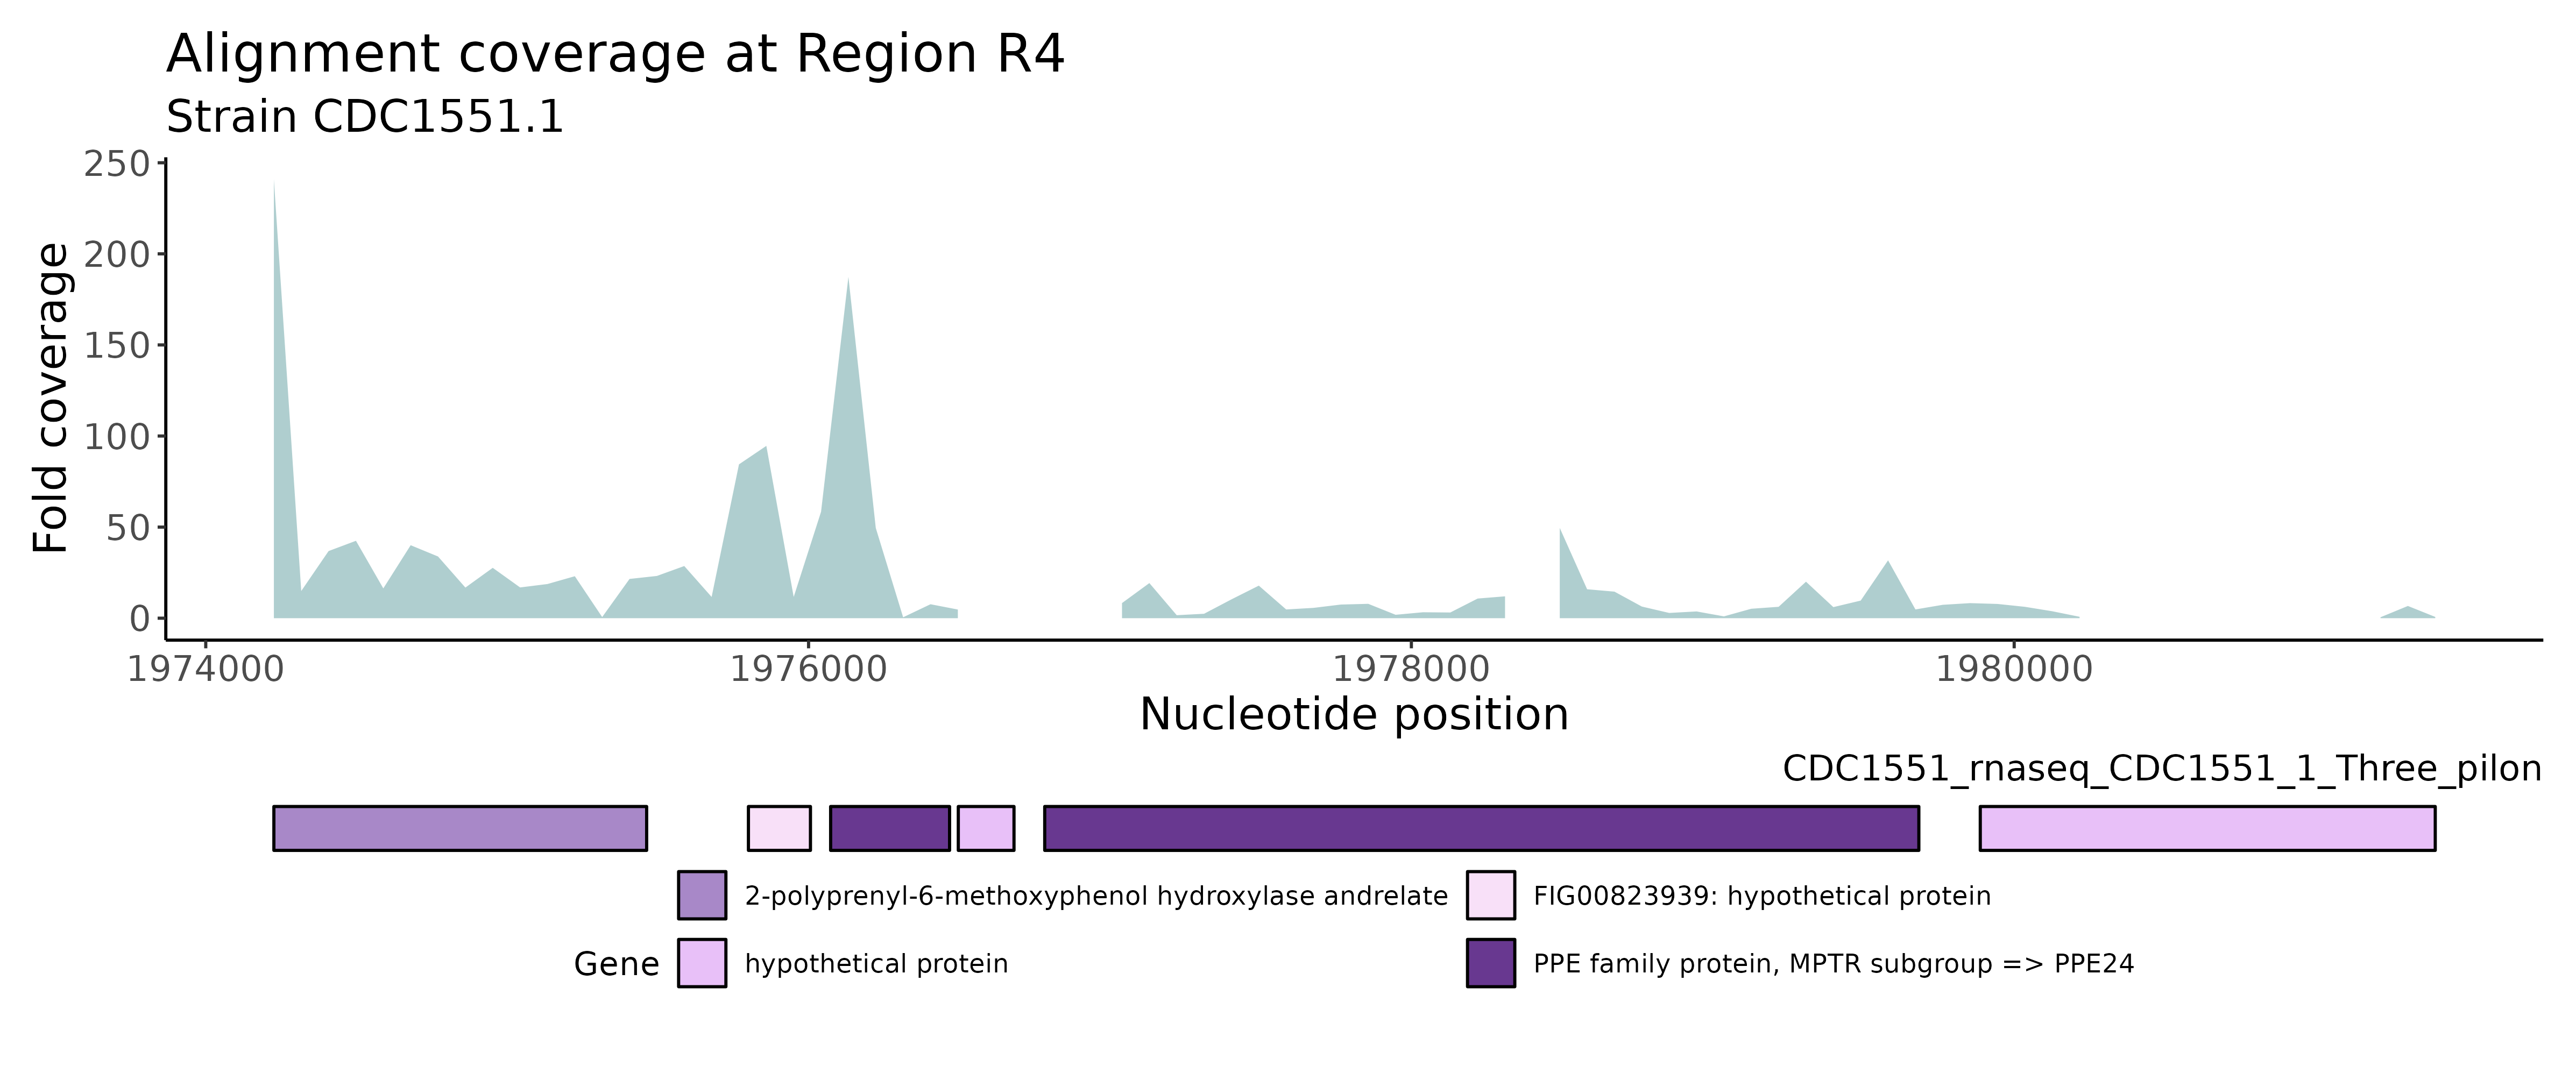 Alignment coverage at Region R4
Strain CDC1551.1
250
200
150
100
50
0
Fold coverage
1974000 1976000 1978000 1980000
Nucleotide position
CDC1551_rnaseq_CDC1551_1_Three_pilon
Gene
2-polyprenyl-6-methoxyphenol hydroxylase andrelate
FIG00823939: hypothetical protein
hypothetical protein
PPE family protein, MPTR subgroup => PPE24